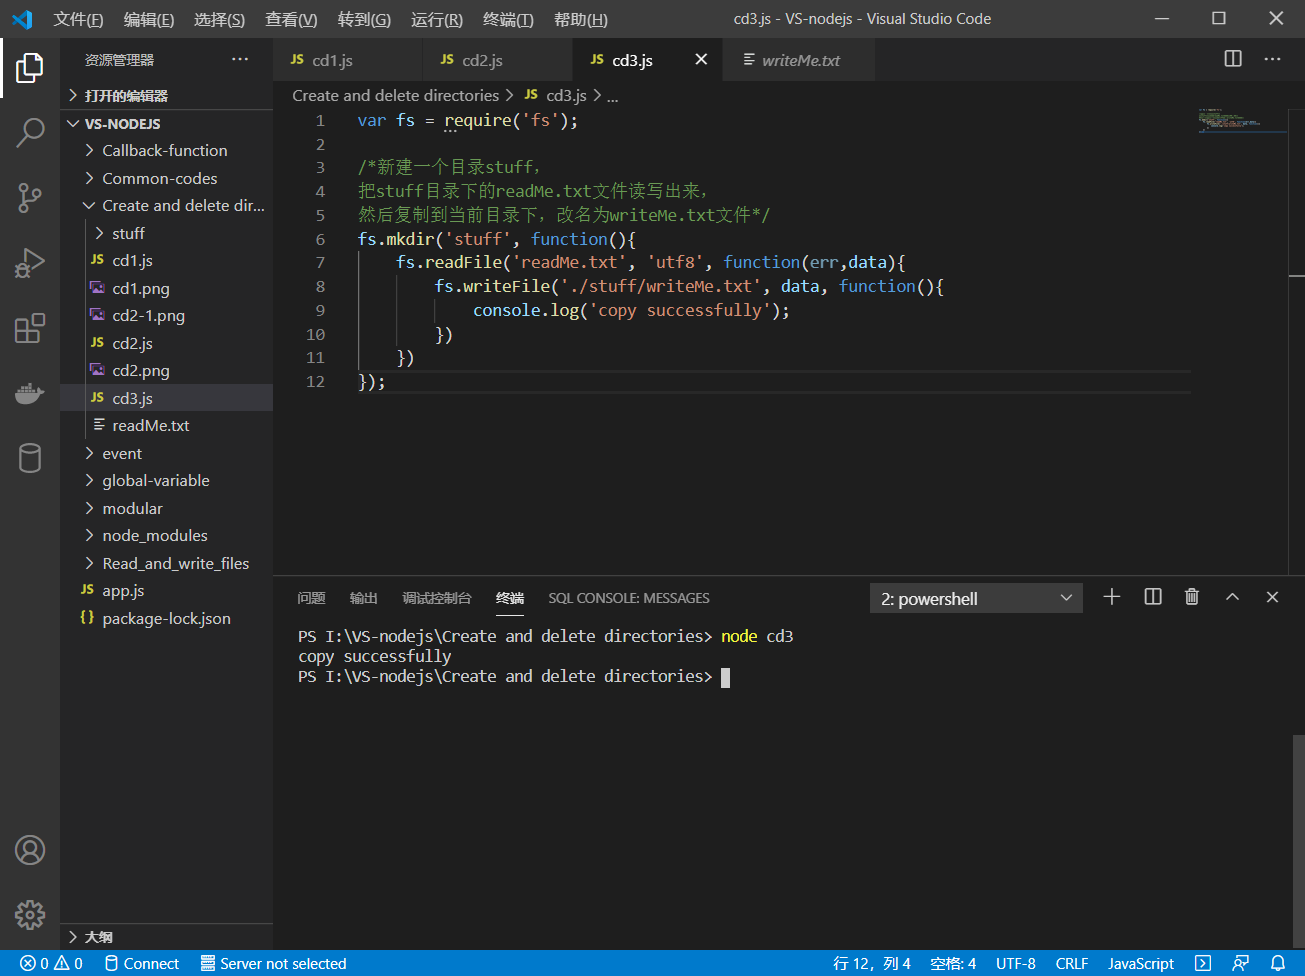 文件(F) 编辑(E) 选择(S) 查看(V) 转到(G) 运行(R) 终端(T) 帮助(H) cd3.js - VS-nodejs - Visual Studio Code
资源管理器 ···
JS cd1.js JS cd2.js JS cd3.js writeMe.txt
打开的编辑器
VS-NODEJS
Callback-function
Common-codes
Create and delete dir...
stuff
JS cd1.js
cd1.png
cd2-1.png
JS cd2.js
cd2.png
JS cd3.js
readMe.txt
event
global-variable
modular
node_modules
Read_and_write_files
JS app.js
{} package-lock.json
大纲
Create and delete directories > JS cd3.js > ...
1 var fs = require('fs');
2
3 /*新建一个目录stuff,
4 把stuff目录下的readMe.txt文件读写出来,
5 然后复制到当前目录下, 改名为writeMe.txt文件*/
6 fs.mkdir('stuff', function(){
7 fs.readFile('readMe.txt', 'utf8', function(err,data){
8 fs.writeFile('./stuff/writeMe.txt', data, function(){
9 console.log('copy successfully');
10 })
11 })
12 });
问题 输出 调试控制台 终端 SQL CONSOLE: MESSAGES 2: powershell
PS I:\VS-nodejs\Create and delete directories> node cd3
copy successfully
PS I:\VS-nodejs\Create and delete directories>
0 0 Connect Server not selected 行 12, 列 4 空格: 4 UTF-8 CRLF JavaScript